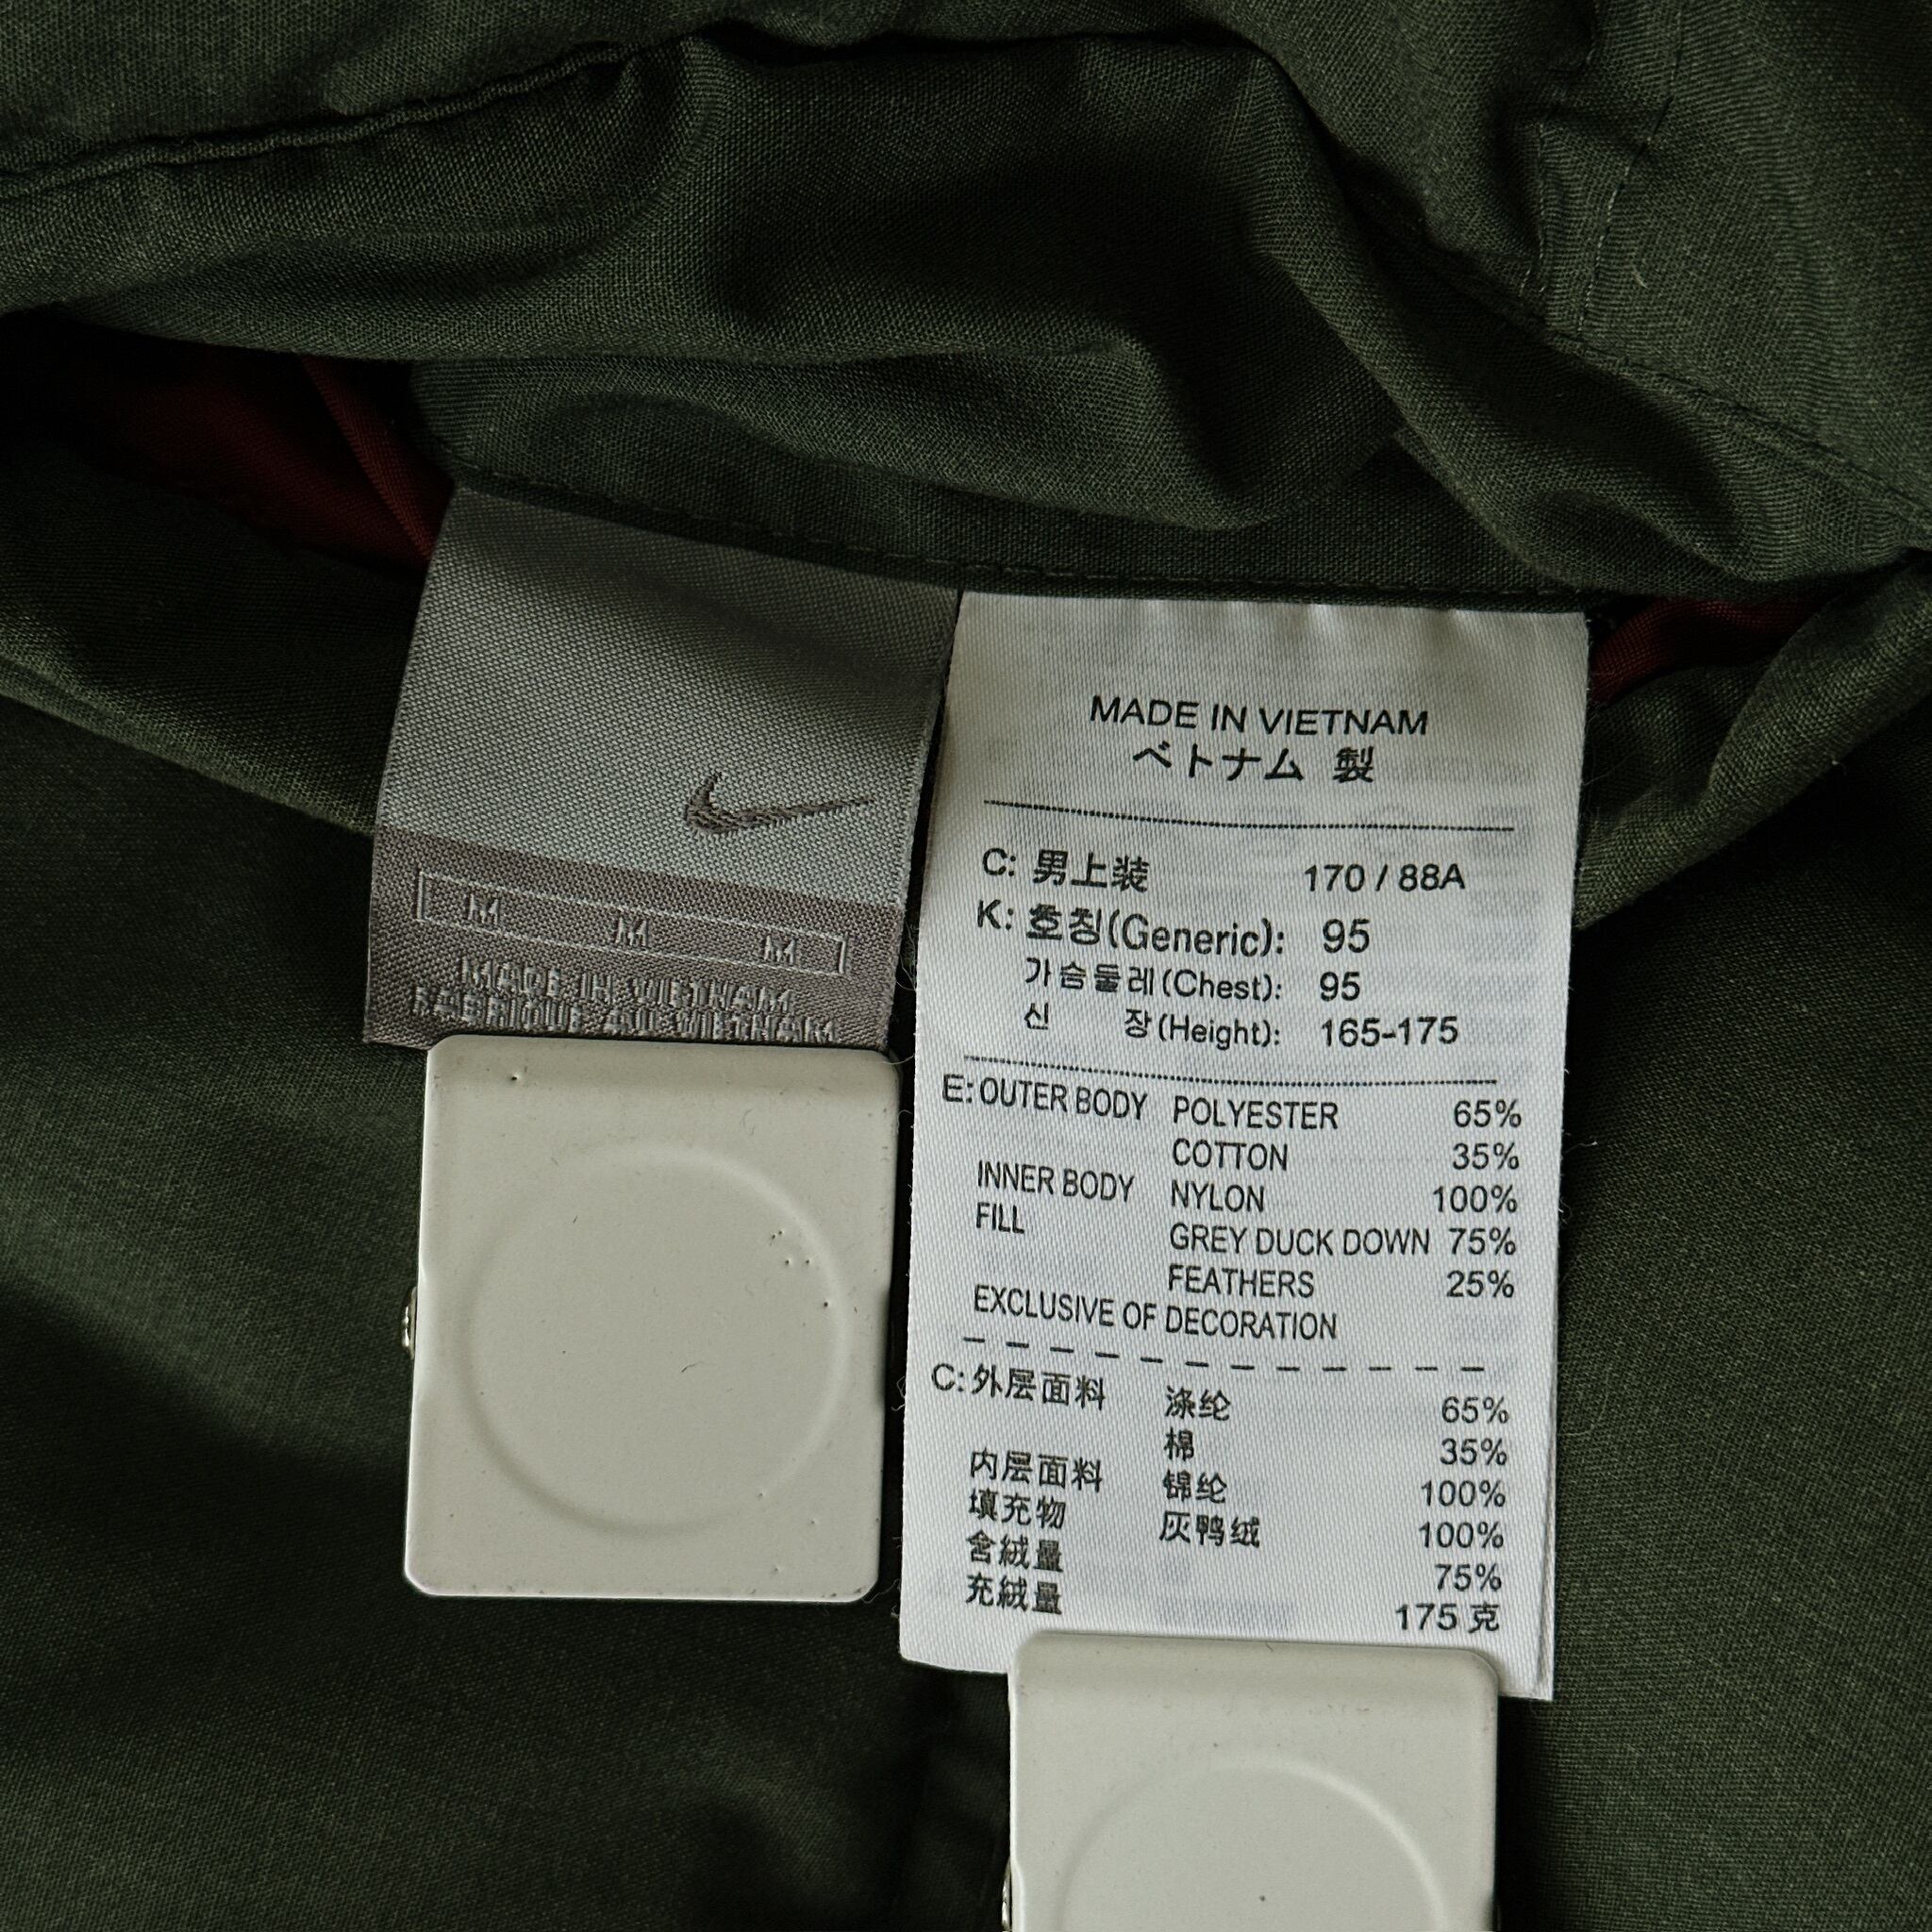 M M M
MADE IN VIETNAM
FABRIQUE AU VIETNAM
MADE IN VIETNAM
ベトナム 製
C: 男上装 170 / 88A
K: 호칭(Generic): 95
가슴둘레(Chest): 95
신 장(Height): 165-175
E: OUTER BODY POLYESTER 65%
COTTON 35%
INNER BODY NYLON 100%
FILL GREY DUCK DOWN 75%
FEATHERS 25%
EXCLUSIVE OF DECORATION
C: 外层面料 涤纶 65%
棉 35%
内层面料 锦纶 100%
填充物 灰鸭绒 100%
含絨量 75%
充絨量 175 克